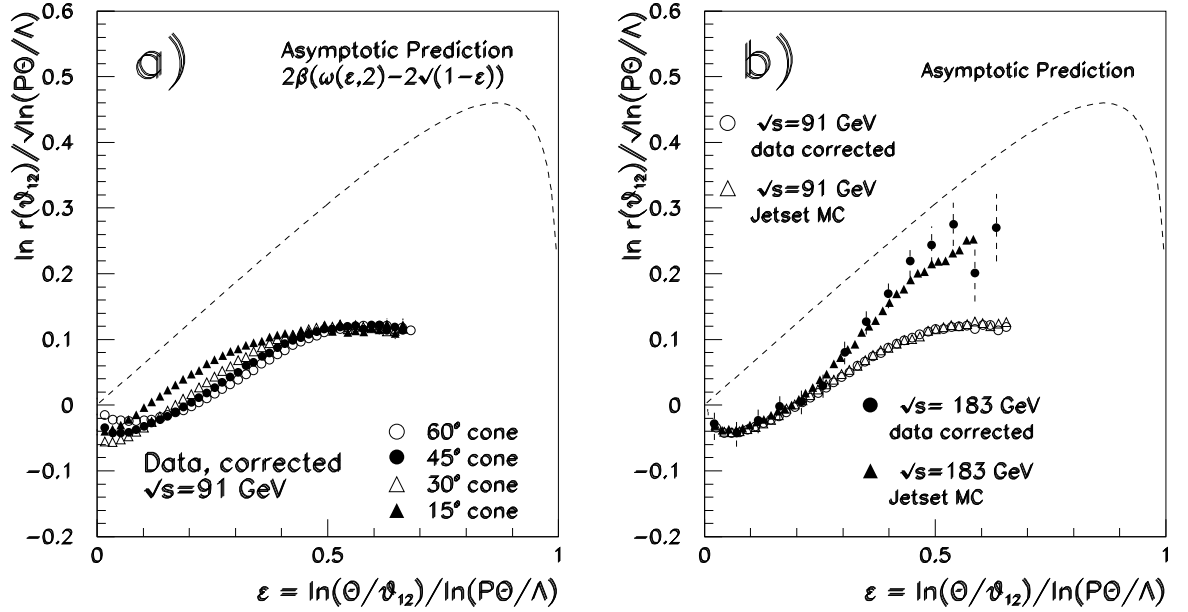 a)
Asymptotic Prediction
2β(ω(ε,2)−2√(1−ε))
ln r(ϑ₁₂)/√ln(PΘ/Λ)
0.6
0.5
0.4
0.3
0.2
0.1
0
−0.1
−0.2
Data, corrected
√s=91 GeV
60° cone
45° cone
30° cone
15° cone
0
0.5
1
ε = ln(Θ/ϑ₁₂)/ln(PΘ/Λ)
b)
Asymptotic Prediction
ln r(ϑ₁₂)/√ln(PΘ/Λ)
0.6
0.5
0.4
0.3
0.2
0.1
0
−0.1
−0.2
√s=91 GeV
data corrected
√s=91 GeV
Jetset MC
√s= 183 GeV
data corrected
√s=183 GeV
Jetset MC
0
0.5
1
ε = ln(Θ/ϑ₁₂)/ln(PΘ/Λ)